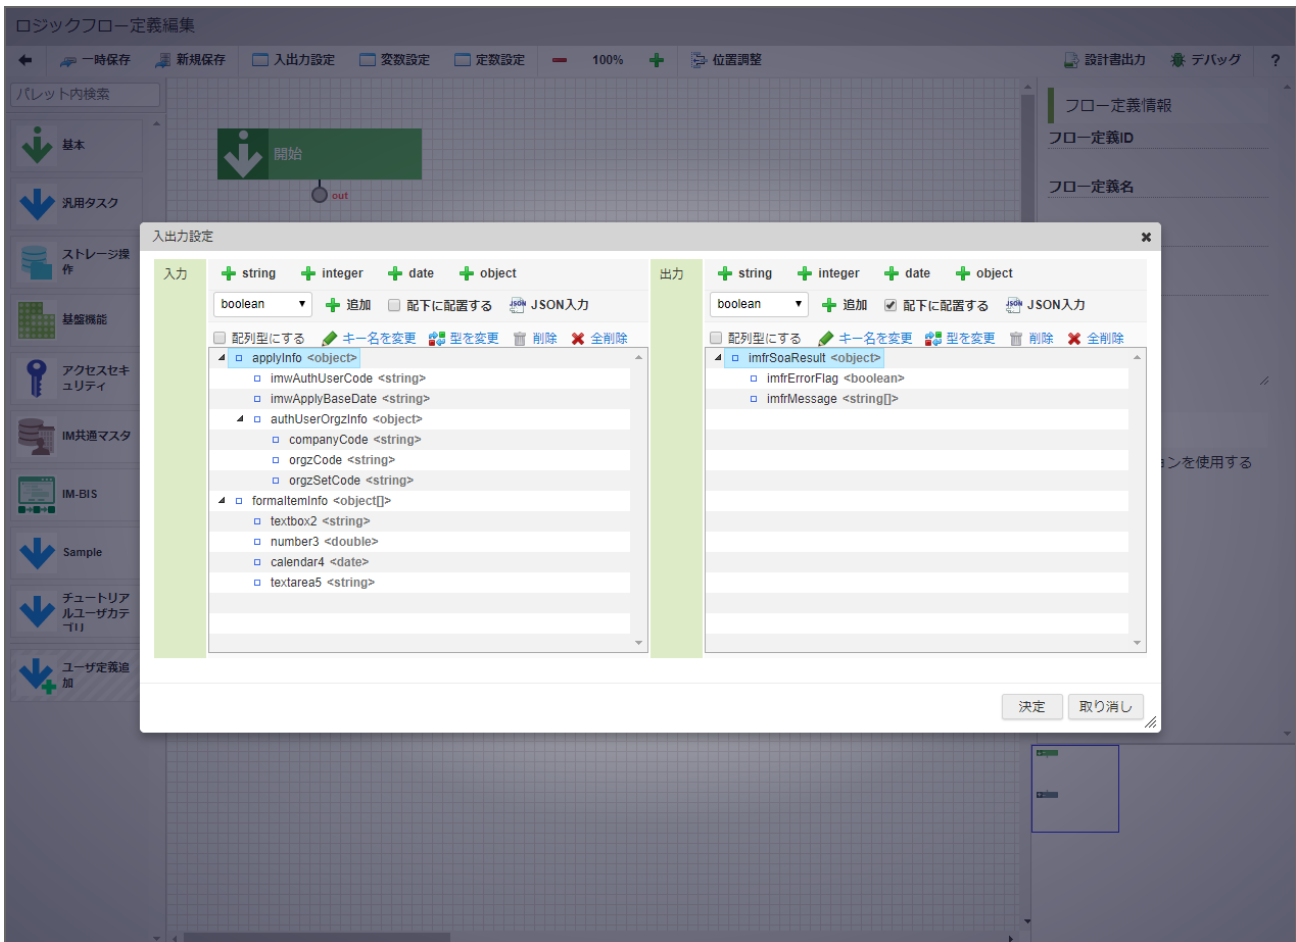 ロジックフロー定義編集
一時保存 新規保存 入出力設定 変数設定 定数設定 100% 位置調整 設計書出力 デバッグ ?
パレット内検索
基本
汎用タスク
ストレージ操
作
基盤機能
アクセスセキ
ュリティ
IM共通マスタ
IM-BIS
Sample
チュートリア
ルユーザカテ
ゴリ
ユーザ定義追
加
開始
out
フロー定義情報
フロー定義ID
フロー定義名
ョンを使用する
入出力設定
入力
string integer date object
boolean 追加 配下に配置する JSON JSON入力
配列型にする キー名を変更 型を変更 削除 全削除
applyInfo <object>
imwAuthUserCode <string>
imwApplyBaseDate <string>
authUserOrgzInfo <object>
companyCode <string>
orgzCode <string>
orgzSetCode <string>
formaItemInfo <object[]>
textbox2 <string>
number3 <double>
calendar4 <date>
textarea5 <string>
出力
string integer date object
boolean 追加 配下に配置する JSON JSON入力
配列型にする キー名を変更 型を変更 削除 全削除
imfrSoaResult <object>
imfrErrorFlag <boolean>
imfrMessage <string[]>
決定 取り消し